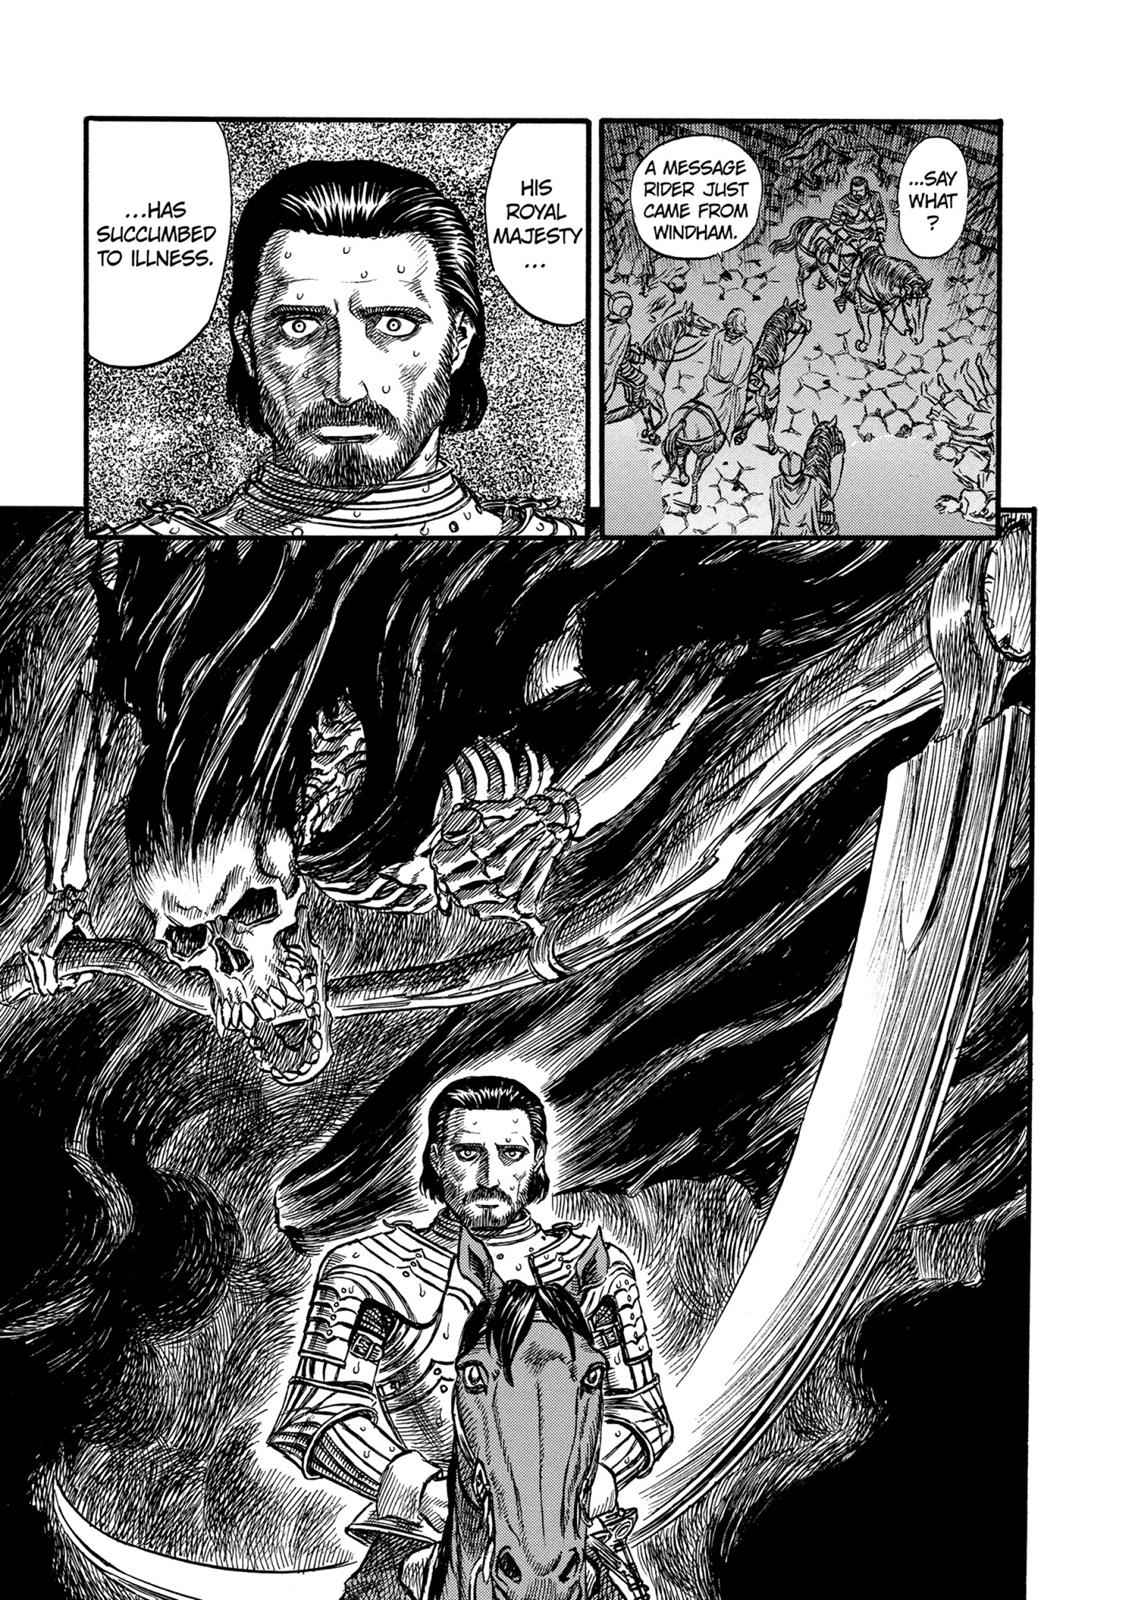 ...SAY
WHAT
?
A MESSAGE
RIDER JUST
CAME FROM
WINDHAM.
HIS
ROYAL
MAJESTY
...
...HAS
SUCCUMBED
TO ILLNESS.